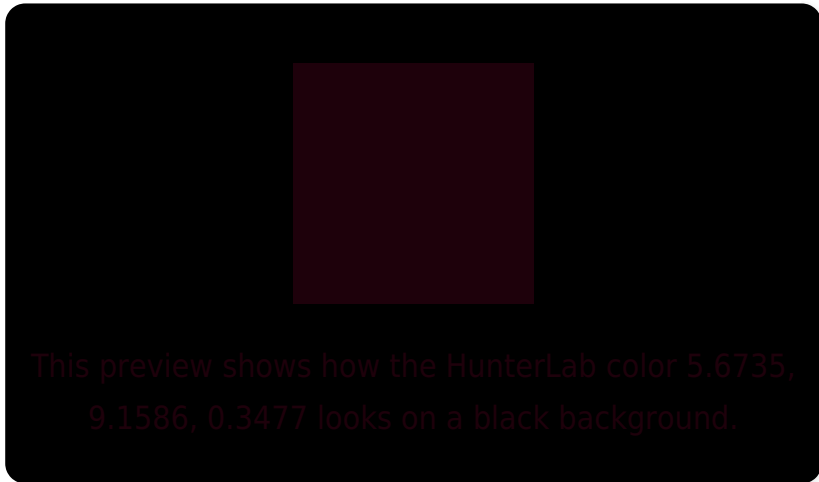 This preview shows how the HunterLab color 5.6735,
9.1586, 0.3477 looks on a black background.